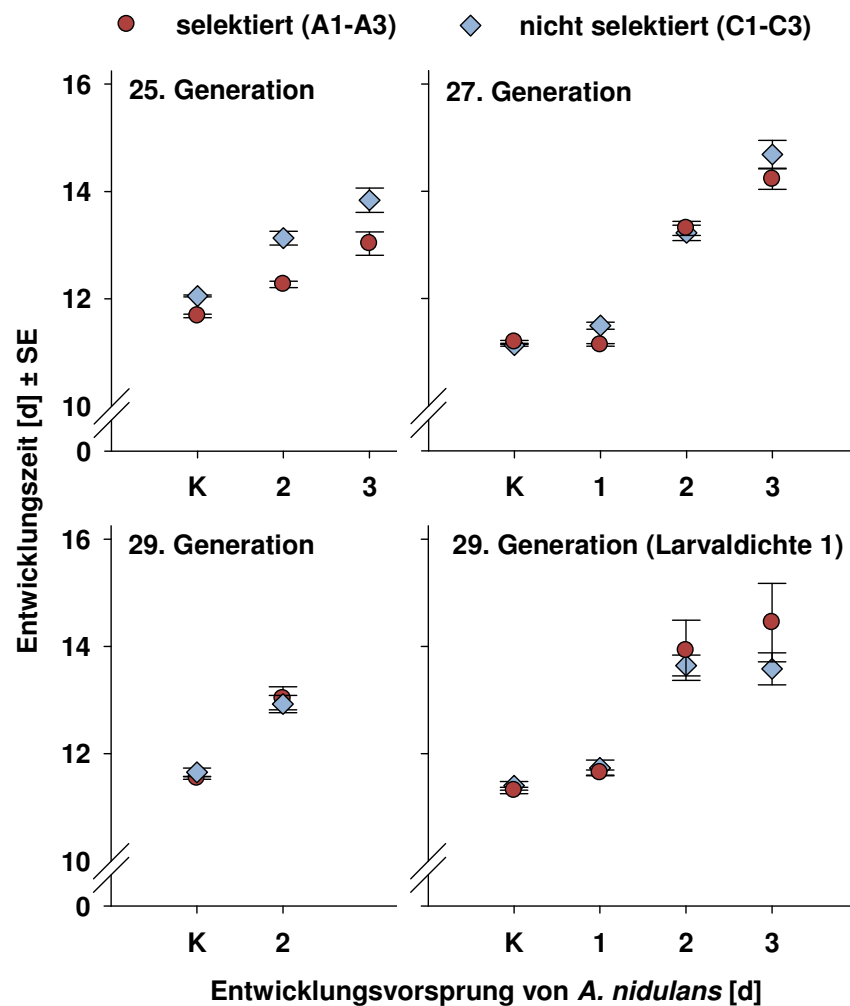 selektiert (A1-A3) nicht selektiert (C1-C3)
25. Generation
27. Generation
16
14
12
10
0
K 2 3
K 1 2 3
Entwicklungszeit [d] ± SE
29. Generation
29. Generation (Larvaldichte 1)
16
14
12
10
0
K 2
K 1 2 3
Entwicklungsvorsprung von A. nidulans [d]